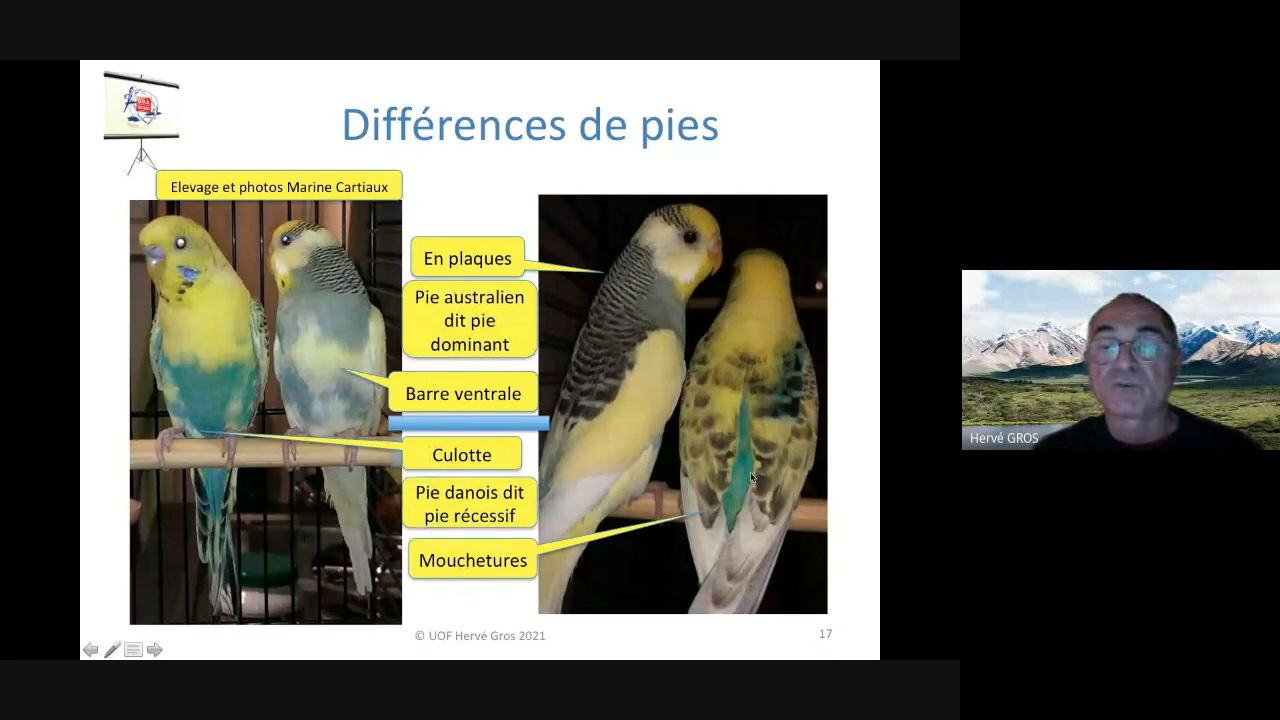 Différences de pies
Elevage et photos Marine Cartiaux
En plaques
Pie australien
dit pie
dominant
Barre ventrale
Culotte
Pie danois dit
pie récessif
Mouchetures
© UOF Hervé Gros 2021
17
Hervé GROS